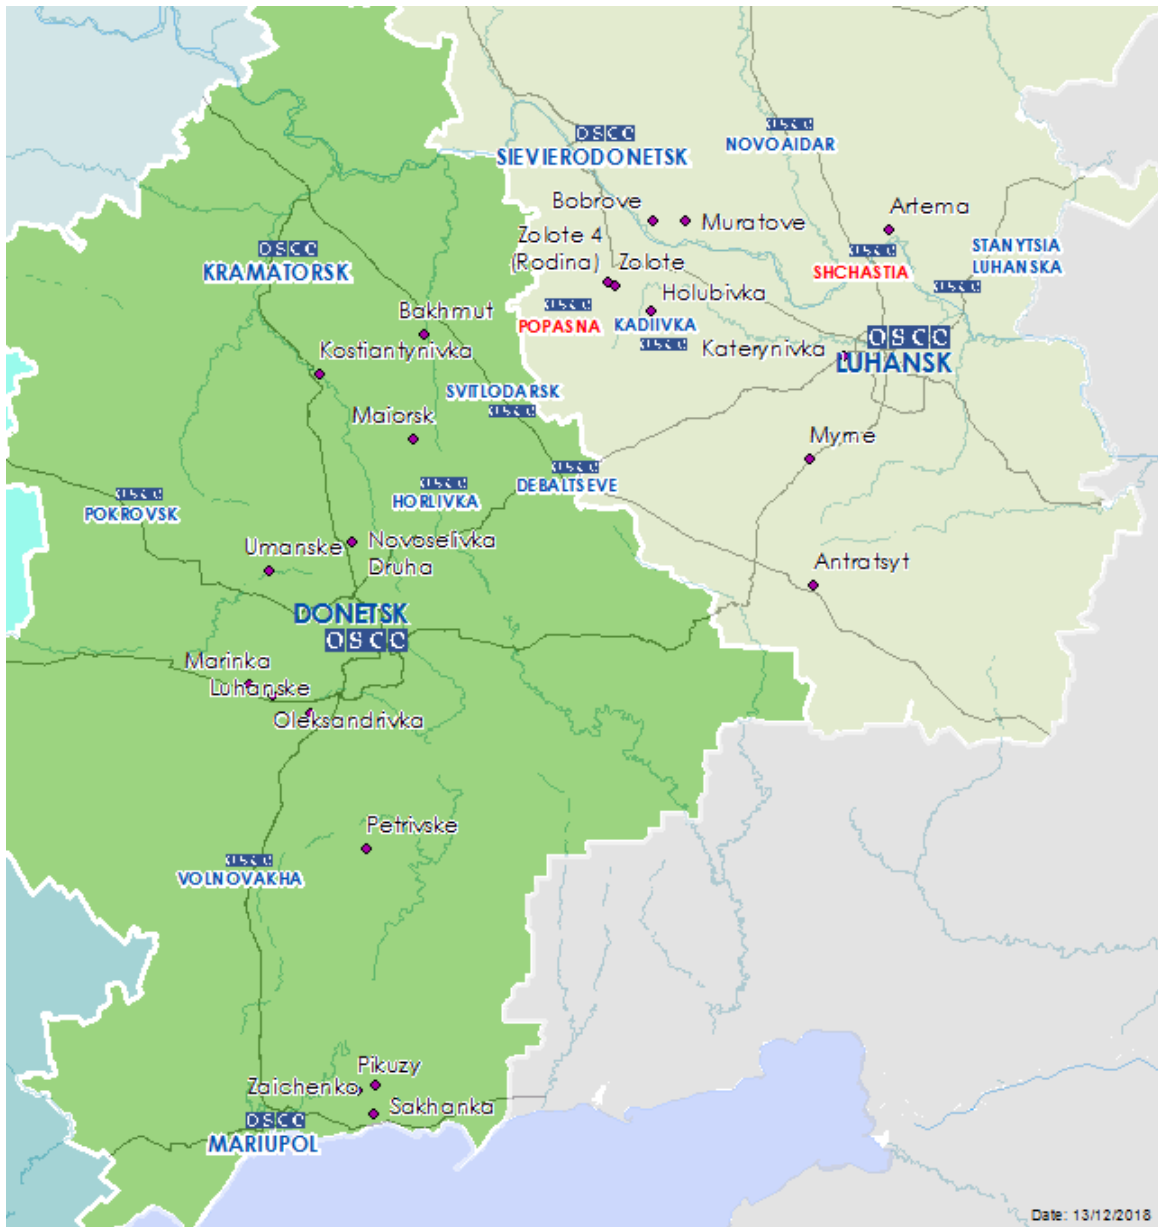 OSCE
SIEVIERODONETSK
OSCE
NOVOAIDAR
Bobrove
Muratove
Artema
Zolote 4
(Rodina)
Zolote
OSCE
SHCHASTIA
STANYTSIA
LUHANSKA
OSCE
OSCE
KRAMATORSK
Holubivka
OSCE
POPASNA
KADIIVKA
OSCE
Bakhmut
Kostiantynivka
Katerynivka
OSCE
LUHANSK
SVITLODARSK
OSCE
Maiorsk
Myrne
OSCE
DEBALTSEVE
OSCE
HORLIVKA
OSCE
POKROVSK
Umanske
Novoselivka
Druha
Antratsyt
DONETSK
OSCE
Marinka
Luhanske
Oleksandrivka
Petrivske
OSCE
VOLNOVAKHA
Pikuzy
Zaichenko
Sakhanka
OSCE
MARIUPOL
Date: 13/12/2018